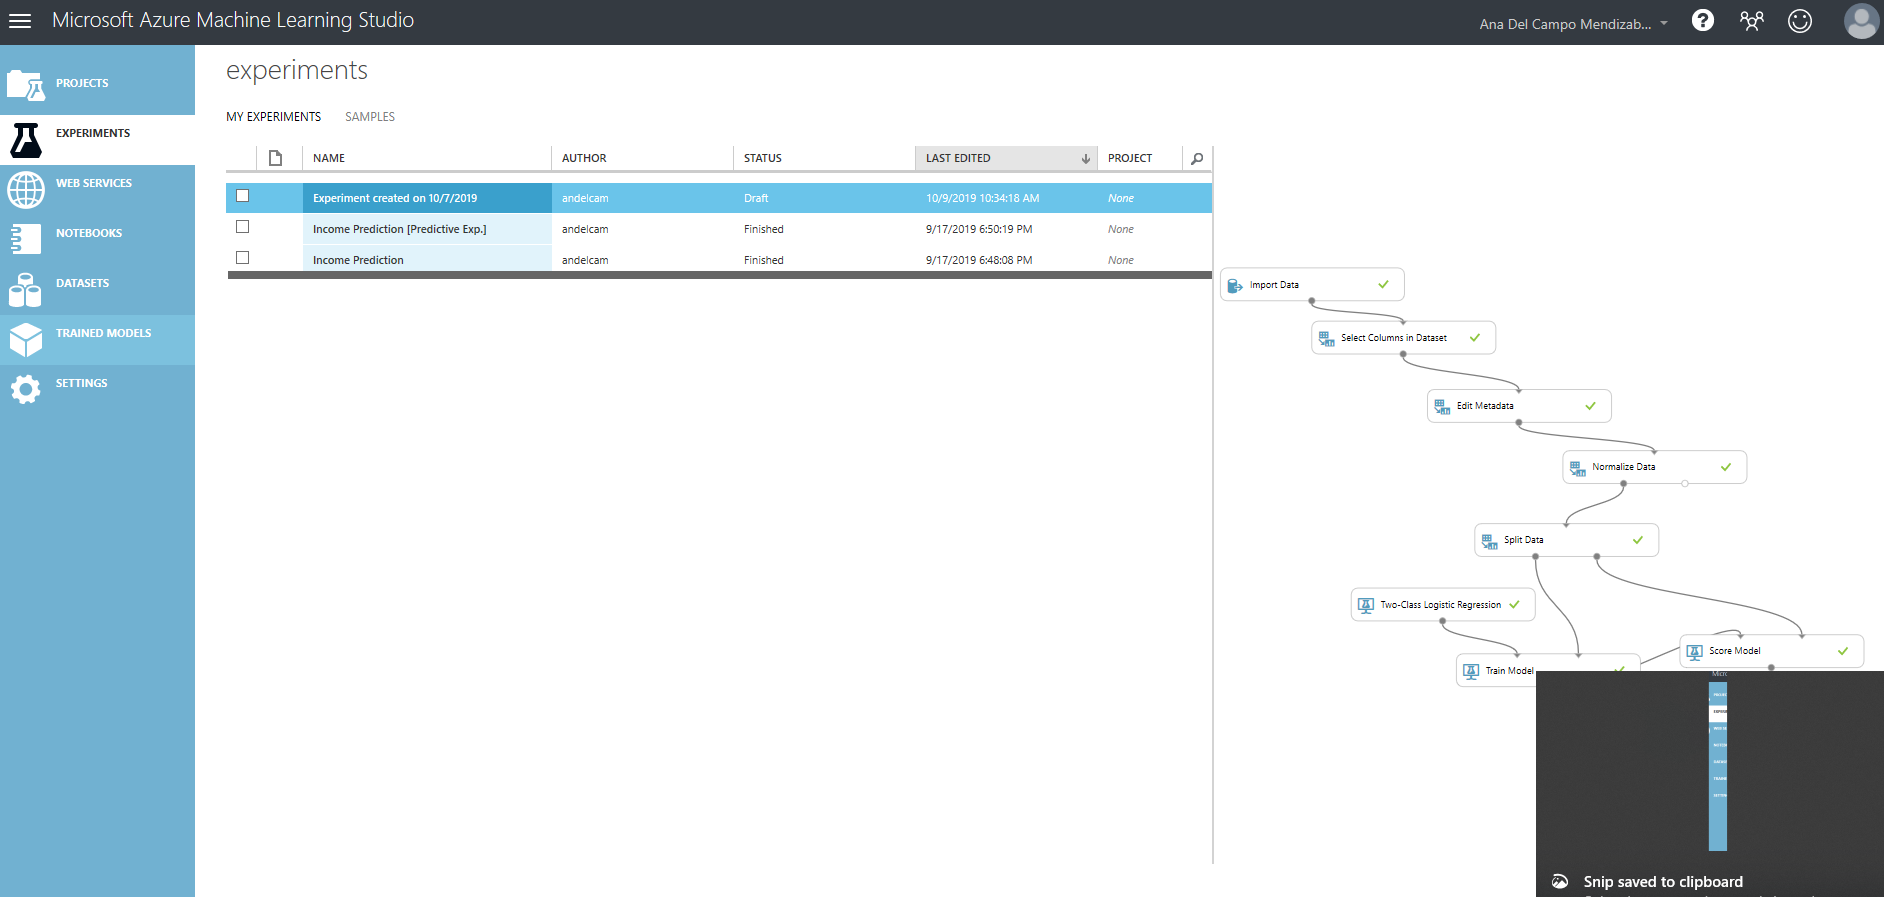 Microsoft Azure Machine Learning Studio
Ana Del Campo Mendizab...
PROJECTS
EXPERIMENTS
WEB SERVICES
NOTEBOOKS
DATASETS
TRAINED MODELS
SETTINGS
experiments
MY EXPERIMENTS SAMPLES
NAME AUTHOR STATUS LAST EDITED PROJECT
Experiment created on 10/7/2019 andelcam Draft 10/9/2019 10:34:18 AM None
Income Prediction [Predictive Exp.] andelcam Finished 9/17/2019 6:50:19 PM None
Income Prediction andelcam Finished 9/17/2019 6:48:08 PM None
Import Data
Select Columns in Dataset
Edit Metadata
Normalize Data
Split Data
Two-Class Logistic Regression
Score Model
Train Model
Snip saved to clipboard